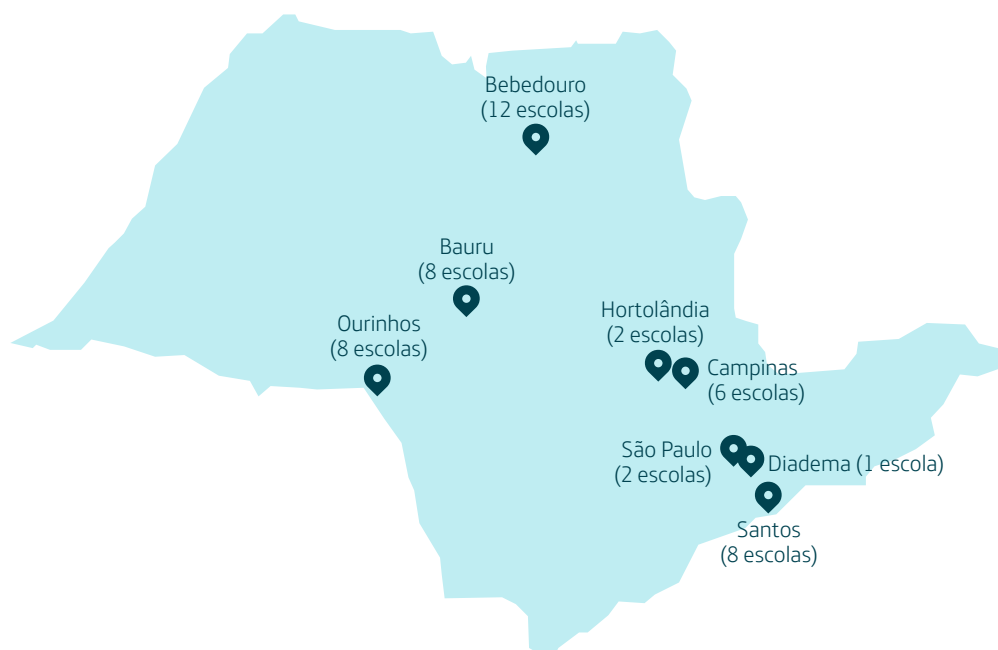 Bebedouro
(12 escolas)
Bauru
(8 escolas)
Ourinhos
(8 escolas)
Hortolândia
(2 escolas)
Campinas
(6 escolas)
São Paulo
(2 escolas)
Diadema (1 escola)
Santos
(8 escolas)